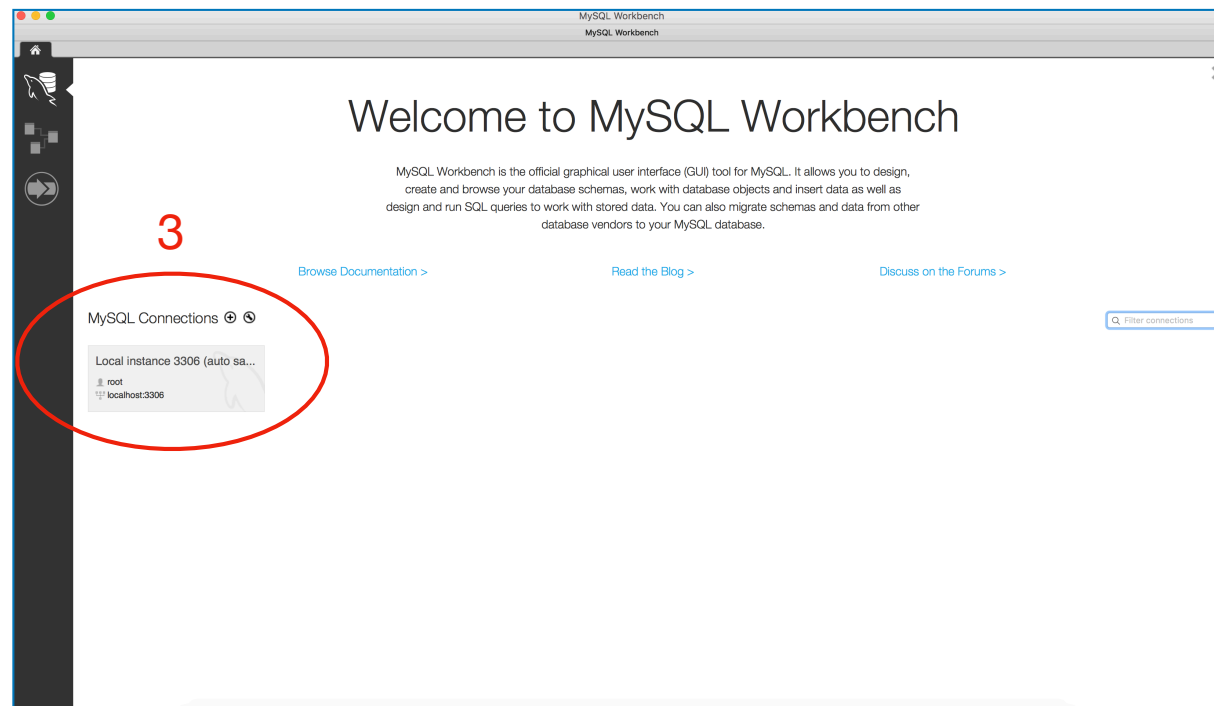 MySQL Workbench
MySQL Workbench
Welcome to MySQL Workbench
MySQL Workbench is the official graphical user interface (GUI) tool for MySQL. It allows you to design,
create and browse your database schemas, work with database objects and insert data as well as
design and run SQL queries to work with stored data. You can also migrate schemas and data from other
database vendors to your MySQL database.
3
Browse Documentation >
Read the Blog >
Discuss on the Forums >
MySQL Connections
Filter connections
Local instance 3306 (auto sa...
root
localhost:3306